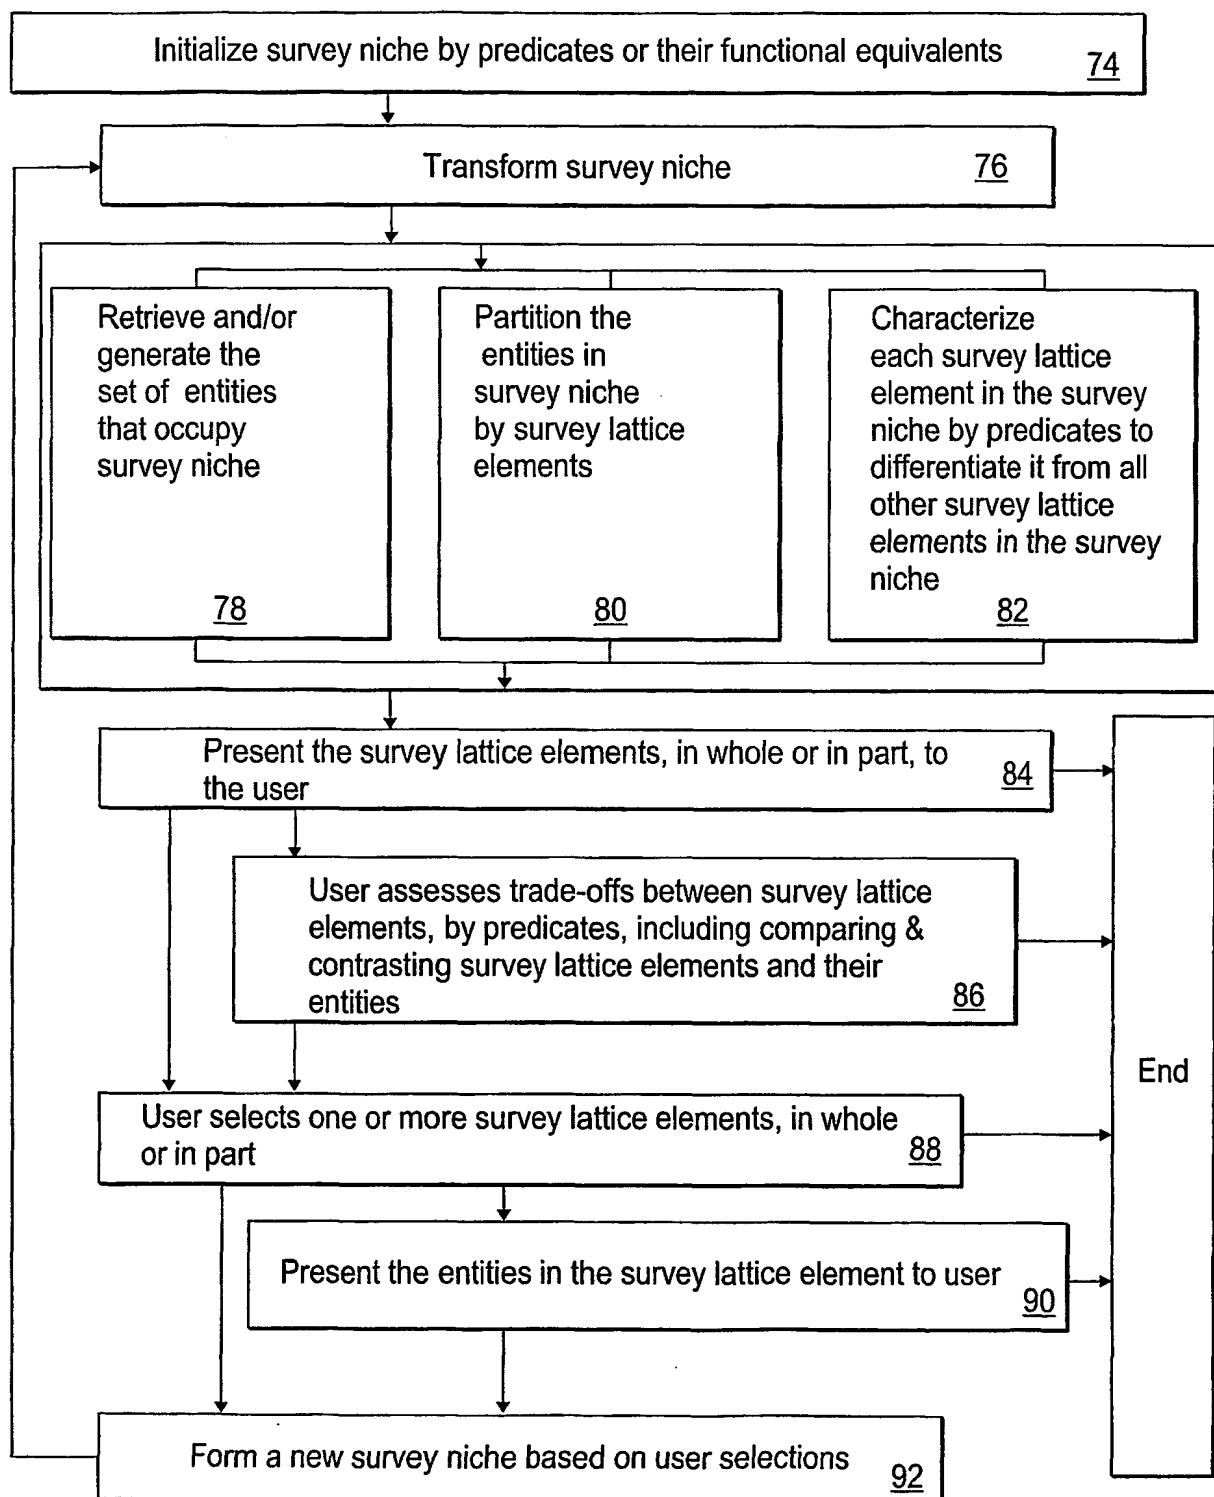 Initialize survey niche by predicates or their functional equivalents
74
Transform survey niche
76
Retrieve and/or
generate the
set of entities
that occupy
survey niche
78
Partition the
entities in
survey niche
by survey lattice
elements
80
Characterize
each survey lattice
element in the survey
niche by predicates to
differentiate it from all
other survey lattice
elements in the survey
niche
82
Present the survey lattice elements, in whole or in part, to
the user
84
User assesses trade-offs between survey lattice
elements, by predicates, including comparing &
contrasting survey lattice elements and their
entities
86
End
User selects one or more survey lattice elements, in whole
or in part
88
Present the entities in the survey lattice element to user
90
Form a new survey niche based on user selections
92